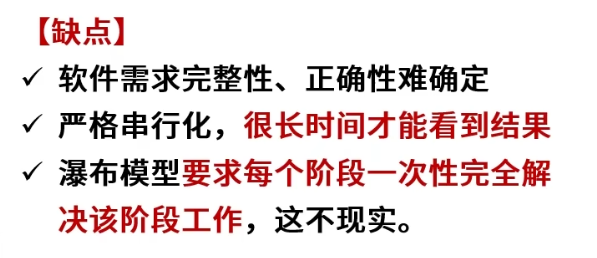 【缺点】
✓ 软件需求完整性、正确性难确定
✓ 严格串行化，很长时间才能看到结果
✓ 瀑布模型要求每个阶段一次性完全解
决该阶段工作，这不现实。